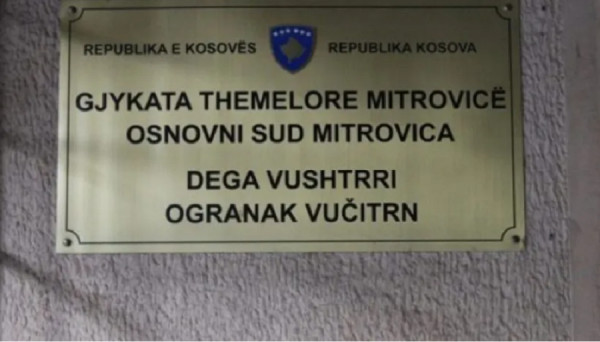 REPUBLIKA E KOSOVËS REPUBLIKA KOSOVA
GJYKATA THEMELORE MITROVICË
OSNOVNI SUD MITROVICA
DEGA VUSHTRRI
OGRANAK VUČITRN